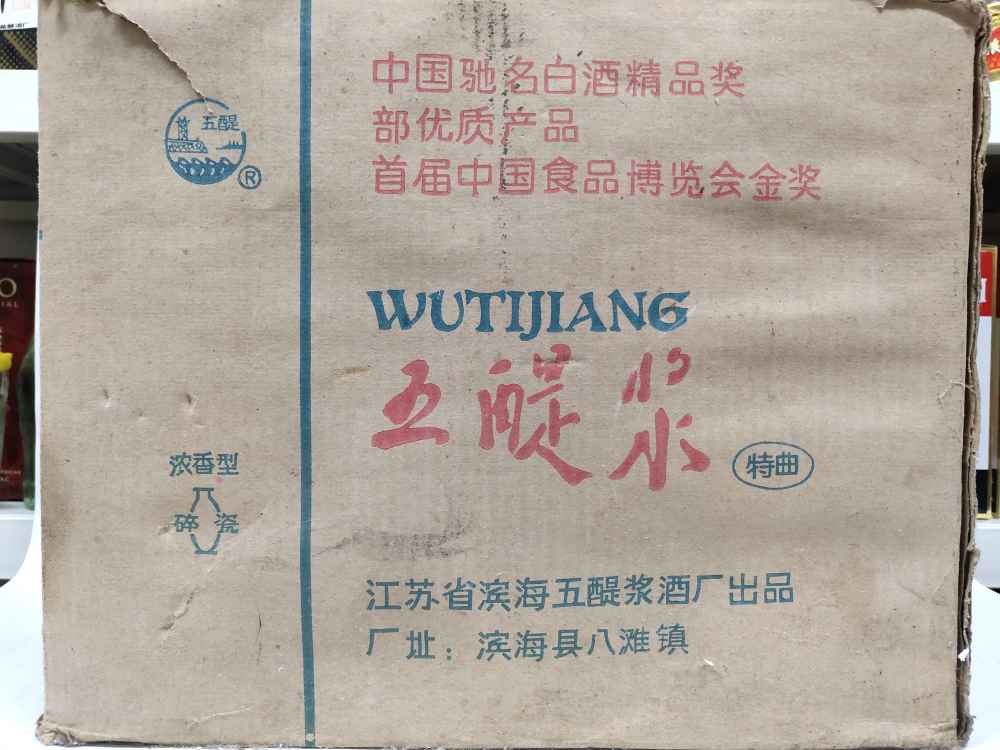 五醍
®
中国驰名白酒精品奖
部优质产品
首届中国食品博览会金奖
WUTIJIANG
五醍浆
特曲
浓香型
碎瓷
江苏省滨海五醍浆酒厂出品
厂址：滨海县八滩镇